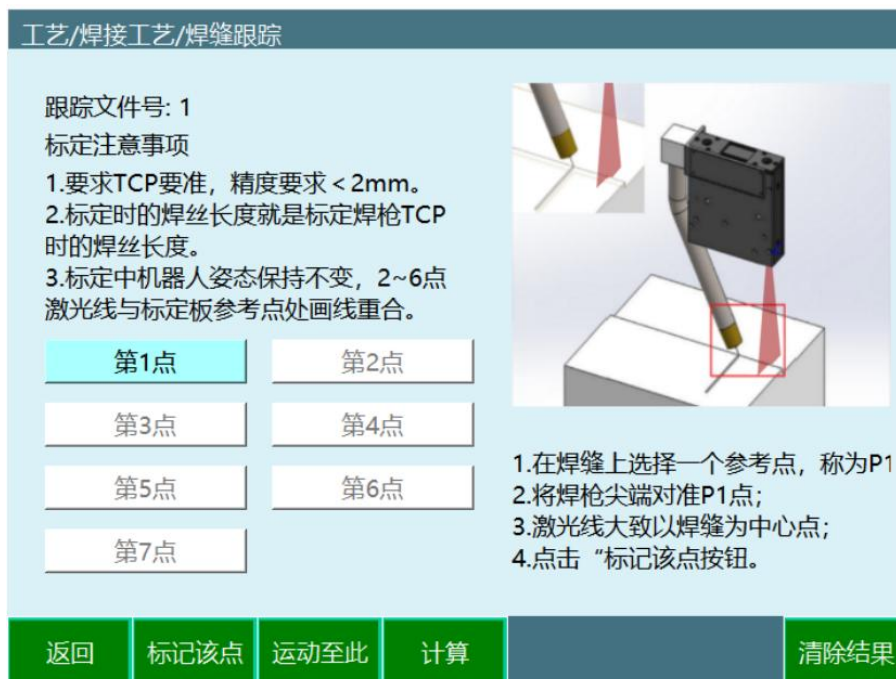 工艺/焊接工艺/焊缝跟踪
跟踪文件号: 1
标定注意事项
1.要求TCP要准，精度要求＜2mm。
2.标定时的焊丝长度就是标定焊枪TCP
时的焊丝长度。
3.标定中机器人姿态保持不变，2~6点
激光线与标定板参考点处画线重合。
第1点
第2点
第3点
第4点
第5点
第6点
第7点
1.在焊缝上选择一个参考点，称为P1
2.将焊枪尖端对准P1点；
3.激光线大致以焊缝为中心点；
4.点击“标记该点按钮。
返回
标记该点
运动至此
计算
清除结果